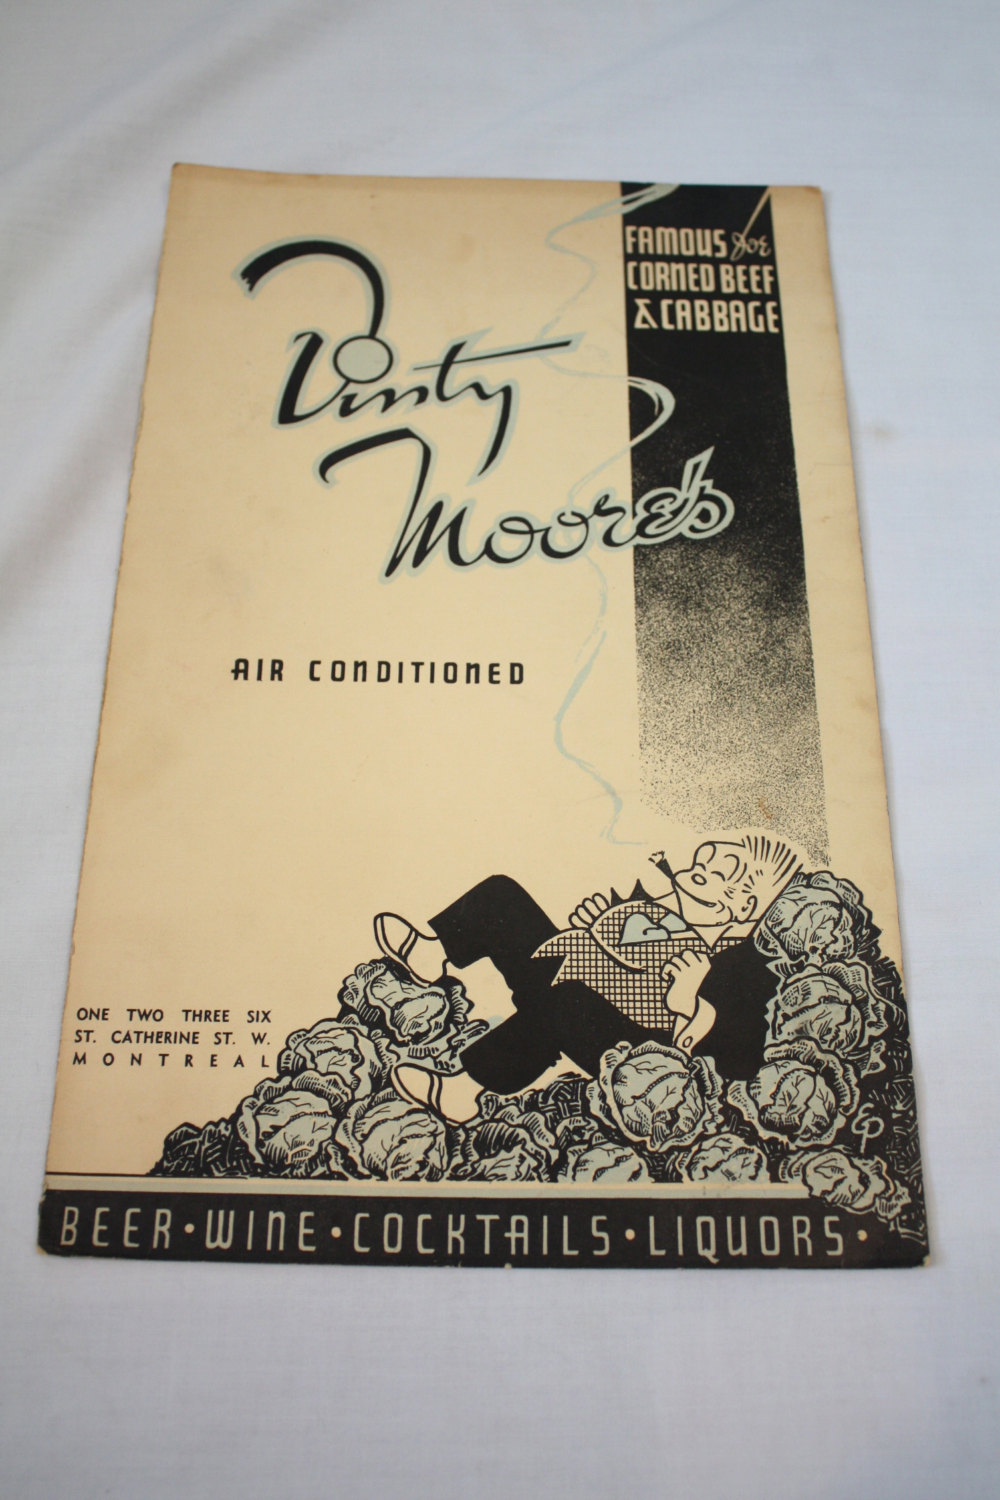 FAMOUS for
CORNED BEEF
& CABBAGE
Dinty
Moore's
AIR CONDITIONED
ONE TWO THREE SIX
ST. CATHERINE ST. W.
MONTREAL
EP
BEER • WINE • COCKTAILS • LIQUORS •